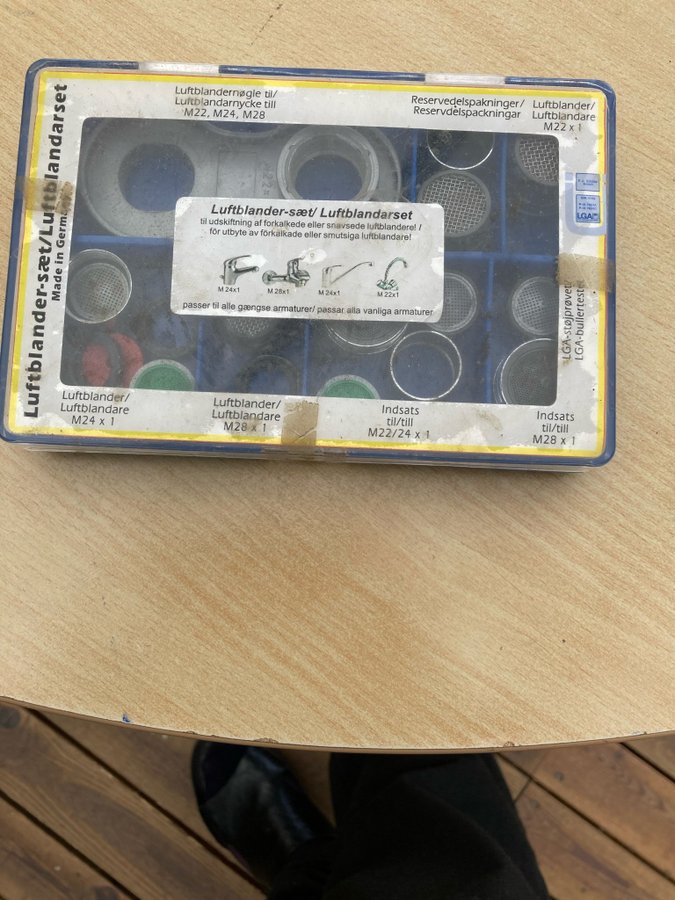 Luftblander-sæt/Luftblandarset
Made in Germ
Luftblandernøgle til/
Luftblandarnycke till
M22, M24, M28
Reservedelspakninger/
Reservdelspackningar
Luftblander/
Luftblandare
M22 x 1
Luftblander-sæt/ Luftblandarset
til udskiftning af forkalkede eller snavsede luftblandere! /
för utbyte av förkalkade eller smutsiga luftblandare!
M 24x1
M 28x1
M 24x1
M 22x1
passer til alle gængse armaturer/ passar alla vanliga armaturer
LGA
LGA-støjprøvet
LGA-bullertestet
Luftblander/
Luftblandare
M24 x 1
Luftblander/
Luftblandare
M28 x 1
Indsats
til/till
M22/24 x 1
Indsats
til/till
M28 x 1